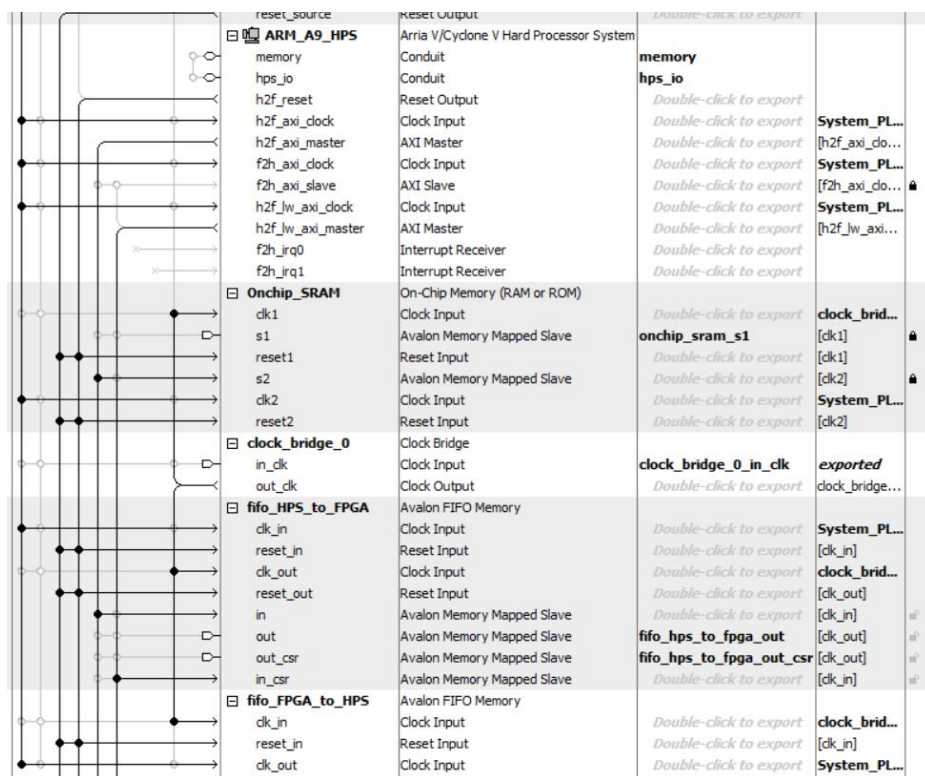 reset_source Reset Output Double-click to export
ARM_A9_HPS Arria V/Cyclone V Hard Processor System
memory Conduit memory
hps_io Conduit hps_io
h2f_reset Reset Output Double-click to export
h2f_axi_clock Clock Input Double-click to export System_PL...
h2f_axi_master AXI Master Double-click to export [h2f_axi_clo...
f2h_axi_clock Clock Input Double-click to export System_PL...
f2h_axi_slave AXI Slave Double-click to export [f2h_axi_clo...
h2f_lw_axi_clock Clock Input Double-click to export System_PL...
h2f_lw_axi_master AXI Master Double-click to export [h2f_lw_axi...
f2h_irq0 Interrupt Receiver Double-click to export
f2h_irq1 Interrupt Receiver Double-click to export
Onchip_SRAM On-Chip Memory (RAM or ROM)
clk1 Clock Input Double-click to export clock_brid...
s1 Avalon Memory Mapped Slave onchip_sram_s1 [clk1]
reset1 Reset Input Double-click to export [clk1]
s2 Avalon Memory Mapped Slave Double-click to export [clk2]
clk2 Clock Input Double-click to export System_PL...
reset2 Reset Input Double-click to export [clk2]
clock_bridge_0 Clock Bridge
in_clk Clock Input clock_bridge_0_in_clk exported
out_clk Clock Output Double-click to export clock_bridge...
fifo_HPS_to_FPGA Avalon FIFO Memory
clk_in Clock Input Double-click to export System_PL...
reset_in Reset Input Double-click to export [clk_in]
clk_out Clock Input Double-click to export clock_brid...
reset_out Reset Input Double-click to export [clk_out]
in Avalon Memory Mapped Slave Double-click to export [clk_in]
out Avalon Memory Mapped Slave fifo_hps_to_fpga_out [clk_out]
out_csr Avalon Memory Mapped Slave fifo_hps_to_fpga_out_csr [clk_out]
in_csr Avalon Memory Mapped Slave Double-click to export [clk_in]
fifo_FPGA_to_HPS Avalon FIFO Memory
clk_in Clock Input Double-click to export clock_brid...
reset_in Reset Input Double-click to export [clk_in]
clk_out Clock Input Double-click to export System_PL...